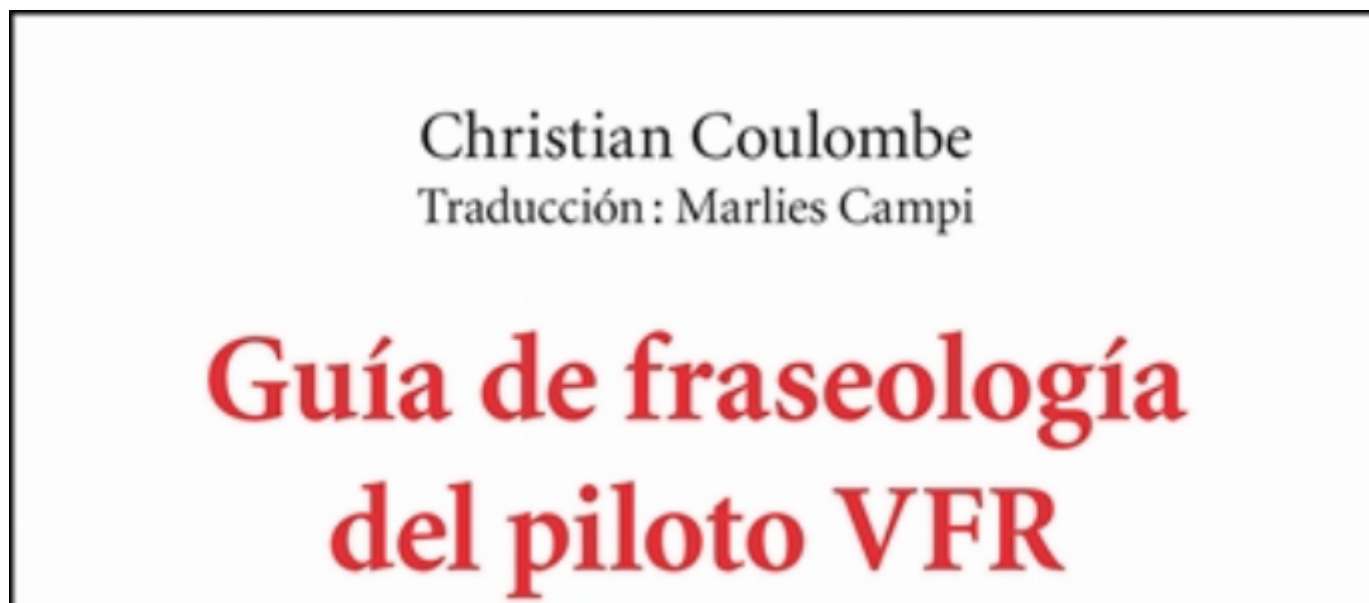 Christian Coulombe
Traducción : Marlies Campi
Guía de fraseología
del piloto VFR